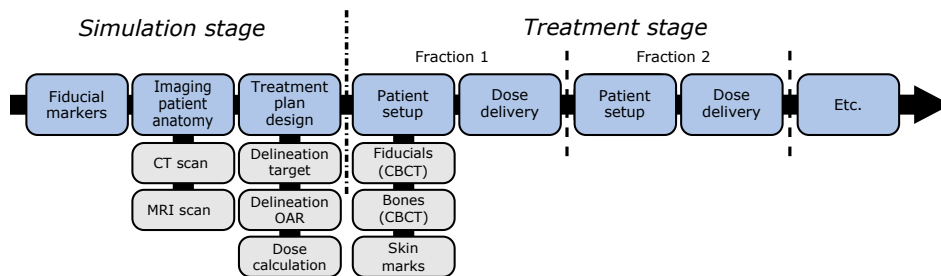 Simulation stage
Treatment stage
Fraction 1
Fraction 2
Fiducial
markers
Imaging
patient
anatomy
Treatment
plan
design
Patient
setup
Dose
delivery
Patient
setup
Dose
delivery
Etc.
CT scan
MRI scan
Delineation
target
Delineation
OAR
Dose
calculation
Fiducials
(CBCT)
Bones
(CBCT)
Skin
marks